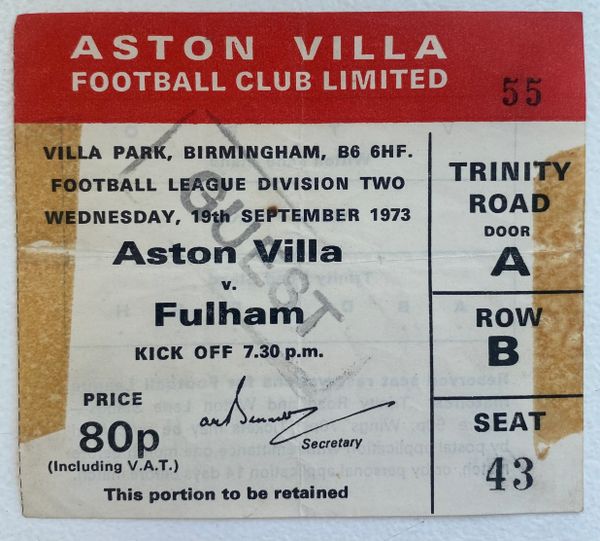 ASTON VILLA
FOOTBALL CLUB LIMITED
55
VILLA PARK, BIRMINGHAM, B6 6HF.
FOOTBALL LEAGUE DIVISION TWO
WEDNESDAY, 19th SEPTEMBER 1973
GUEST
Aston Villa
v.
Fulham
KICK OFF 7.30 p.m.
PRICE
80p
(Including V.A.T.)
Secretary
This portion to be retained
TRINITY
ROAD
DOOR
A
ROW
B
SEAT
43